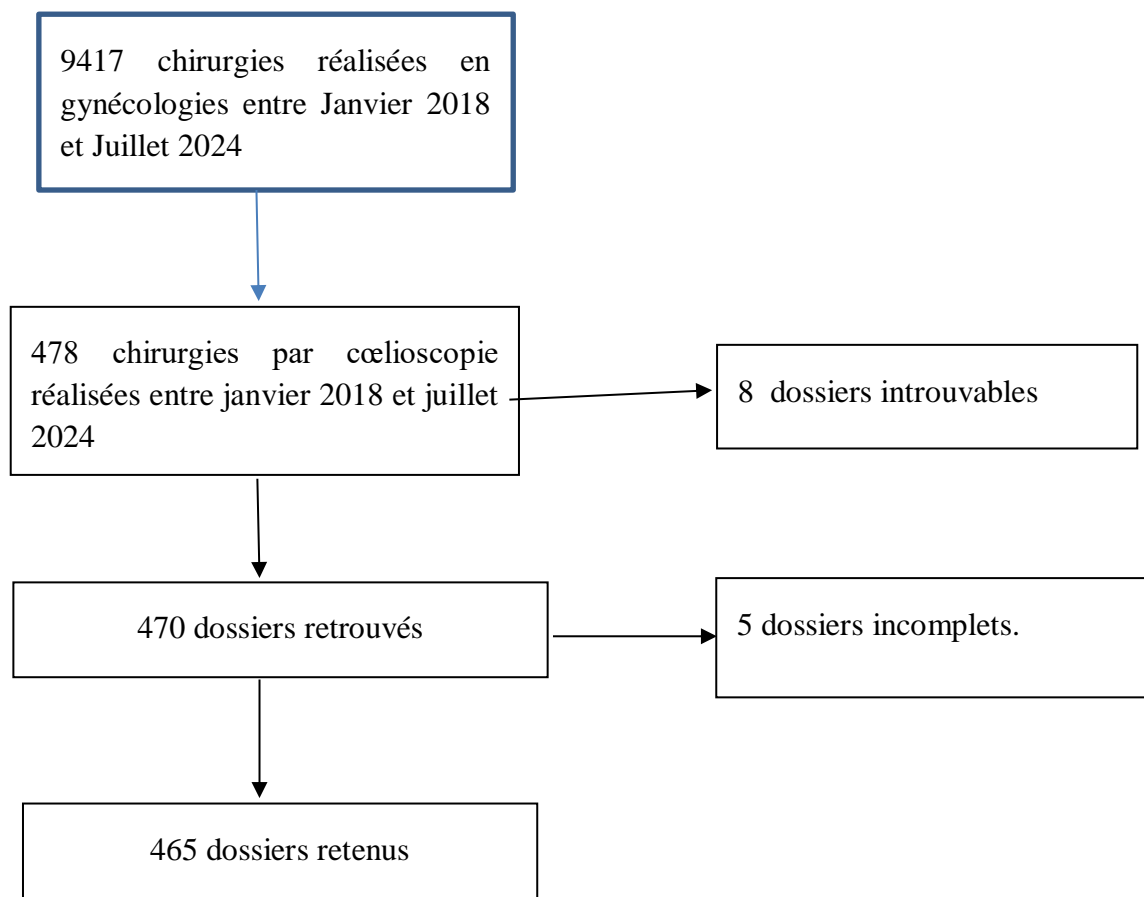 9417 chirurgies réalisées en
gynécologies entre Janvier 2018
et Juillet 2024
478 chirurgies par cœlioscopie
réalisées entre janvier 2018 et juillet
2024
8 dossiers introuvables
470 dossiers retrouvés
5 dossiers incomplets.
465 dossiers retenus